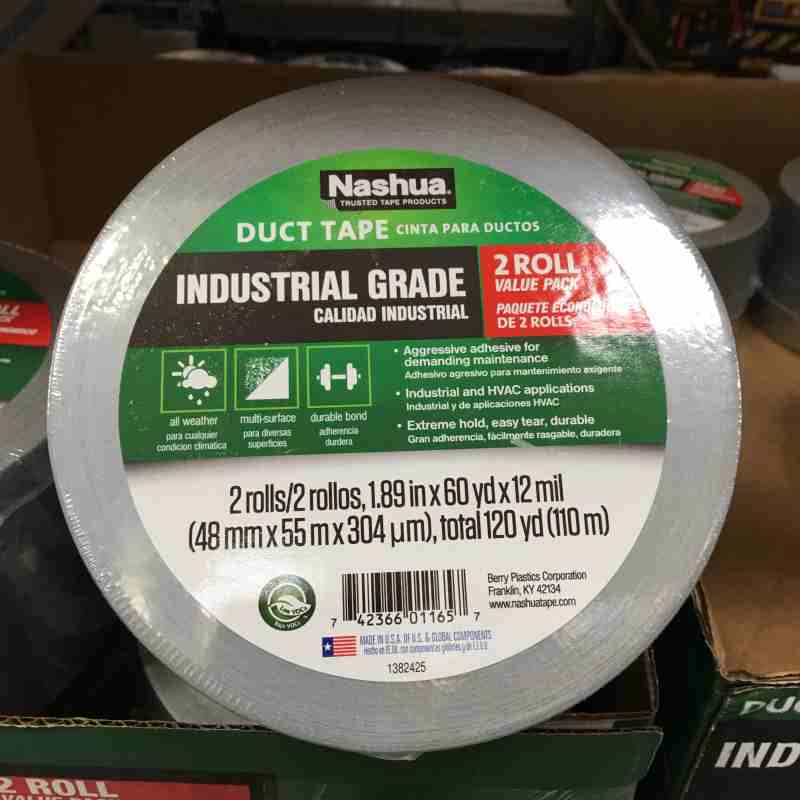 Nashua.
TRUSTED TAPE PRODUCTS
DUCT TAPE CINTA PARA DUCTOS
INDUSTRIAL GRADE
CALIDAD INDUSTRIAL
2 ROLL
VALUE PACK
PAQUETE ECONÓMICO
DE 2 ROLLS
all weather
para cualquier
condicion climatica
multi-surface
para diversas
superficies
durable bond
adherencia
durdera
• Aggressive adhesive for
demanding maintenance
Adhesivo agresivo para mantenimiento exigente
• Industrial and HVAC applications
Industrial y de aplicaciones HVAC
• Extreme hold, easy tear, durable
Gran adherencia, fácilmente rasgable, duradera
2 rolls/2 rollos, 1.89 in x 60 yd x 12 mil
(48 mm x 55 m x 304 µm), total 120 yd (110 m)
7 42366 01165 7
Berry Plastics Corporation
Franklin, KY 42134
www.nashuatape.com
MADE IN U.S.A. OF U.S. & GLOBAL COMPONENTS
1382425
2 ROLL
DUC
IND